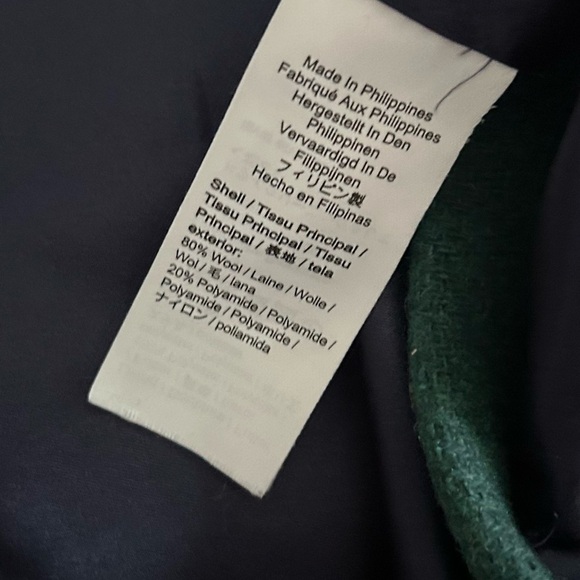 Made In Philippines
Fabriqué Aux Philippines
Hergestellt In Den
Philippinen
Vervaardigd In De
Filippijnen
フィリピン製
Hecho en Filipinas
Shell / Tissu Principal /
Tissu Principal / Tissu
Principal / 表地 / tela
exterior:
80% Wool / Laine / Wolle /
Wol / 毛 / lana
20% Polyamide / Polyamide /
Polyamide / Polyamide /
ナイロン / poliamida